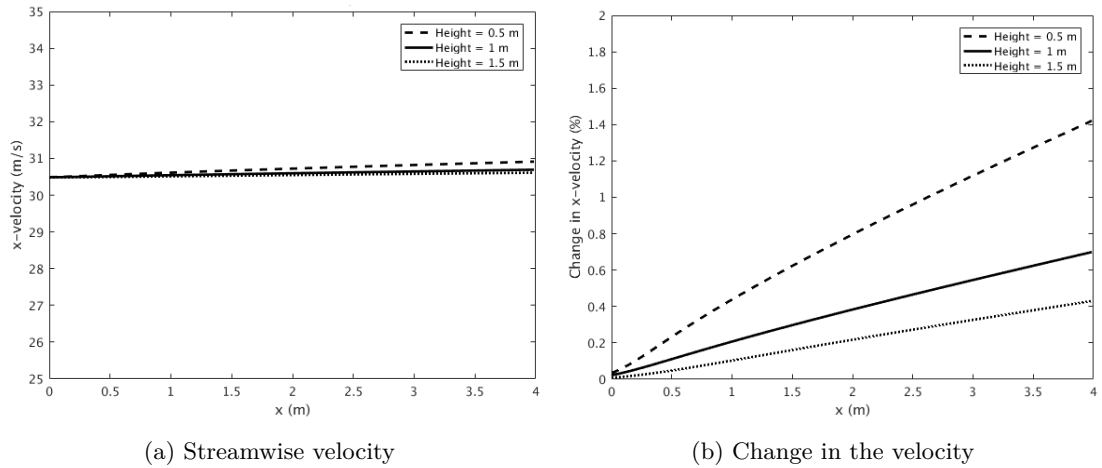 35
34
33
32
31
30
29
28
27
26
25
x-velocity (m/s)
0 0.5 1 1.5 2 2.5 3 3.5 4
x (m)
Height = 0.5 m
Height = 1 m
Height = 1.5 m
(a) Streamwise velocity
2
1.8
1.6
1.4
1.2
1
0.8
0.6
0.4
0.2
0
Change in x-velocity (%)
0 0.5 1 1.5 2 2.5 3 3.5 4
x (m)
Height = 0.5 m
Height = 1 m
Height = 1.5 m
(b) Change in the velocity